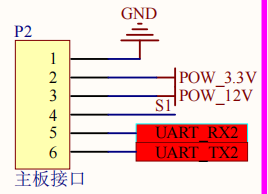 GND
P2
1
2 POW_3.3V
3 POW_12V
4 S1
5 UART_RX2
6 UART_TX2
主板接口